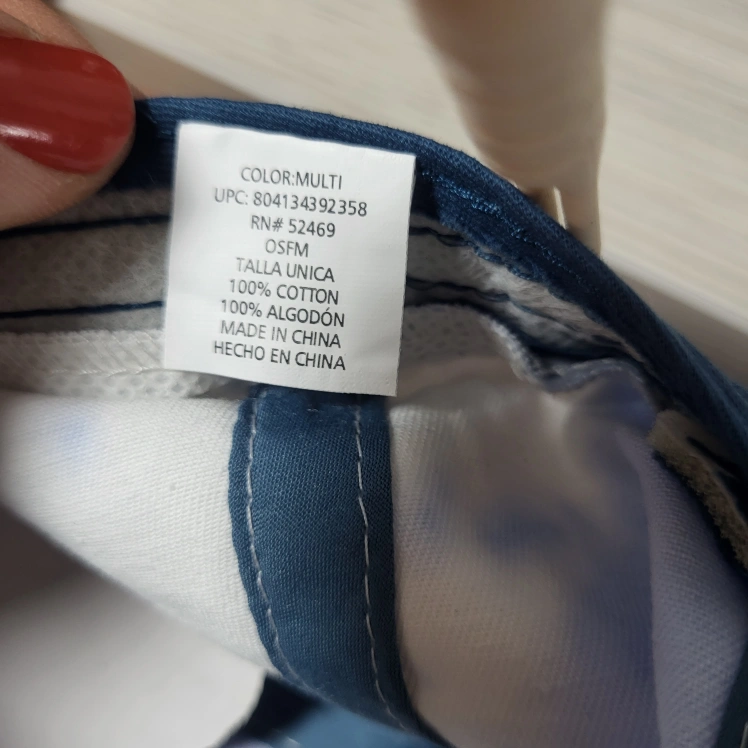 COLOR:MULTI
UPC: 804134392358
RN# 52469
OSFM
TALLA UNICA
100% COTTON
100% ALGODÓN
MADE IN CHINA
HECHO EN CHINA